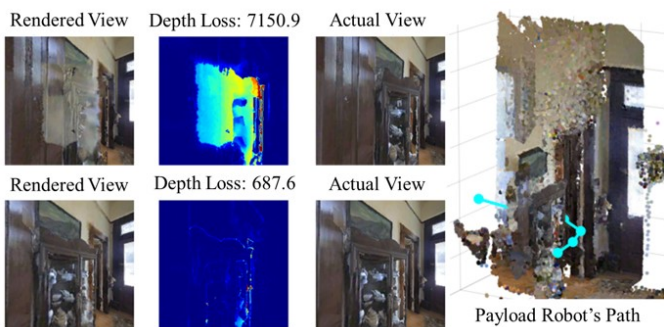 Rendered View
Depth Loss: 7150.9
Actual View
Rendered View
Depth Loss: 687.6
Actual View
Payload Robot's Path